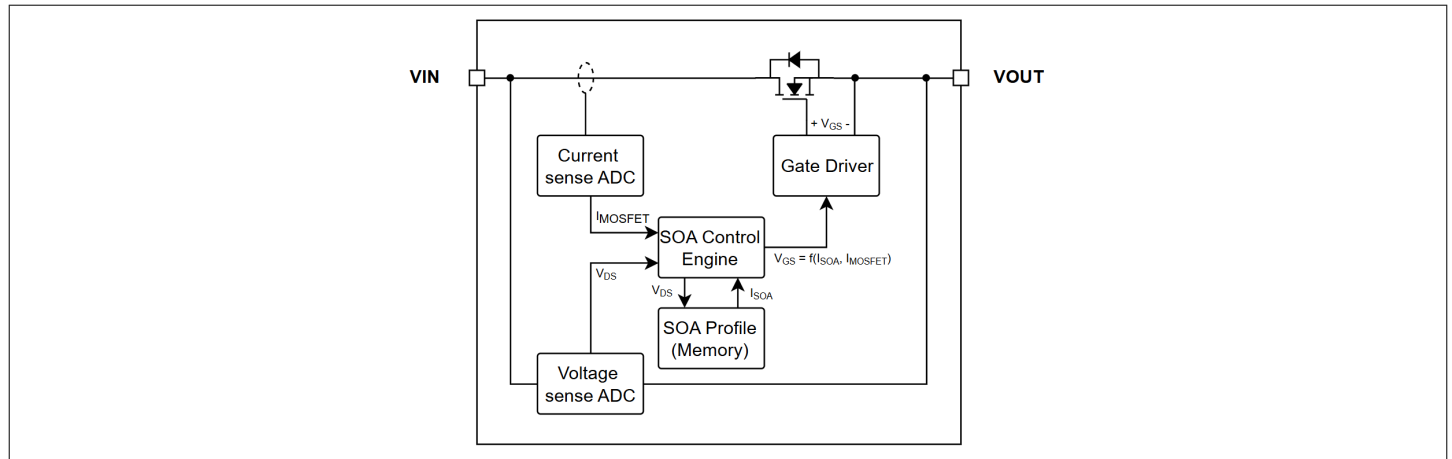 VIN
VOUT
+ VGS -
Current
sense ADC
Gate Driver
IMOSFET
SOA Control
Engine
VGS = f(ISOA, IMOSFET)
VDS
VDS
ISOA
SOA Profile
(Memory)
Voltage
sense ADC